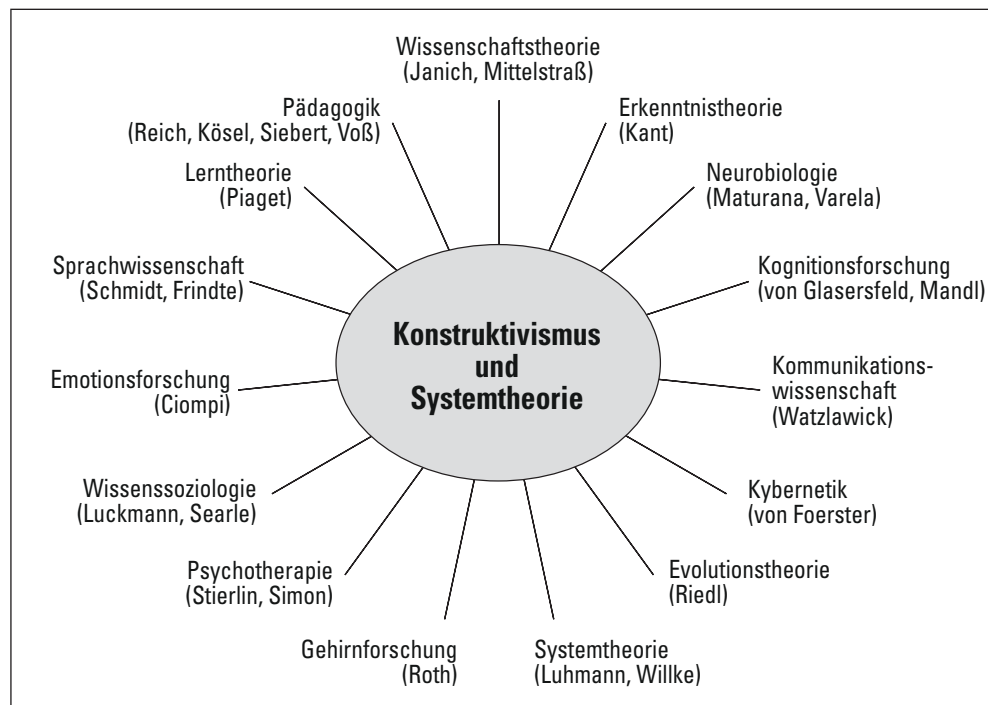 Wissenschaftstheorie
(Janich, Mittelstraß)
Erkenntnistheorie
(Kant)
Neurobiologie
(Maturana, Varela)
Kognitionsforschung
(von Glasersfeld, Mandl)
Kommunikations-
wissenschaft
(Watzlawick)
Kybernetik
(von Foerster)
Evolutionstheorie
(Riedl)
Systemtheorie
(Luhmann, Willke)
Gehirnforschung
(Roth)
Psychotherapie
(Stierlin, Simon)
Wissenssoziologie
(Luckmann, Searle)
Emotionsforschung
(Ciompi)
Sprachwissenschaft
(Schmidt, Frindte)
Lerntheorie
(Piaget)
Pädagogik
(Reich, Kösel, Siebert, Voß)
Konstruktivismus
und
Systemtheorie